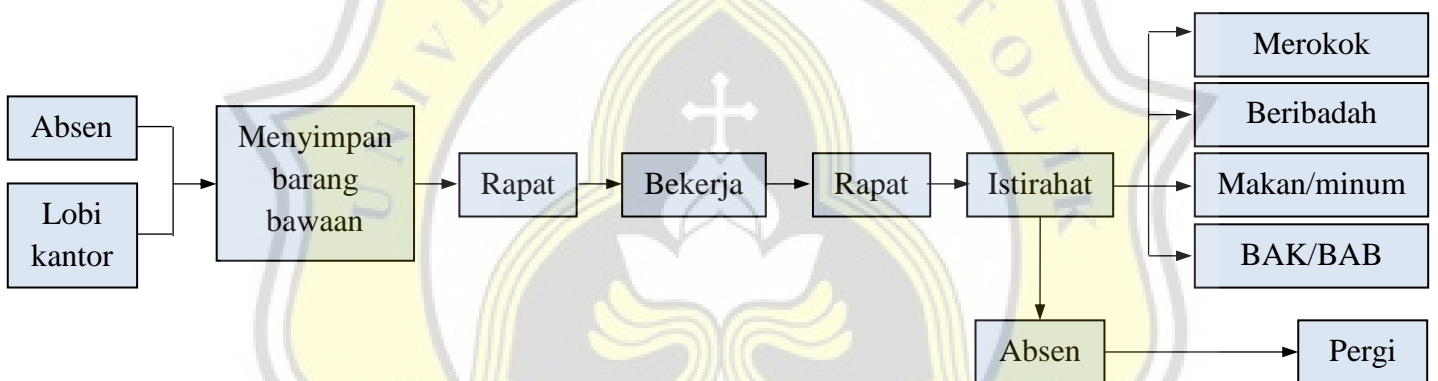 Absen
Lobi
kantor
Menyimpan
barang
bawaan
Rapat
Bekerja
Rapat
Istirahat
Merokok
Beribadah
Makan/minum
BAK/BAB
Absen
Pergi